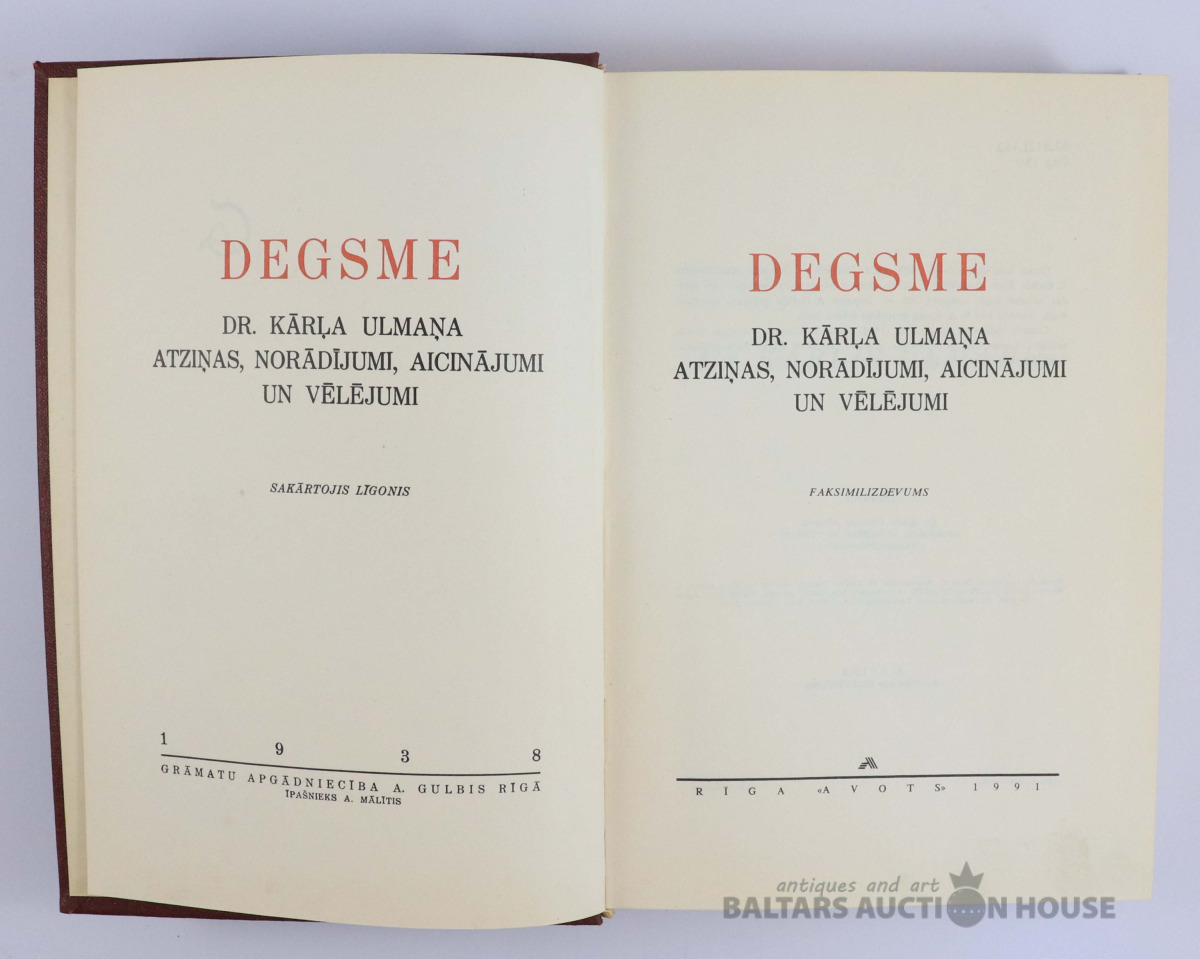 DEGSME
DR. KĀRĻA ULMAŅA
ATZIŅAS, NORĀDĪJUMI, AICINĀJUMI
UN VĒLĒJUMI
SAKĀRTOJIS LĪGONIS
1 9 3 8
GRĀMATU APGĀDNIECĪBA A. GULBIS RĪGĀ
ĪPAŠNIEKS A. MĀLĪTIS
DEGSME
DR. KĀRĻA ULMAŅA
ATZIŅAS, NORĀDĪJUMI, AICINĀJUMI
UN VĒLĒJUMI
FAKSIMILIZDEVUMS
RĪGA «AVOTS» 1991
antiques and art
BALTARS AUCTION HOUSE